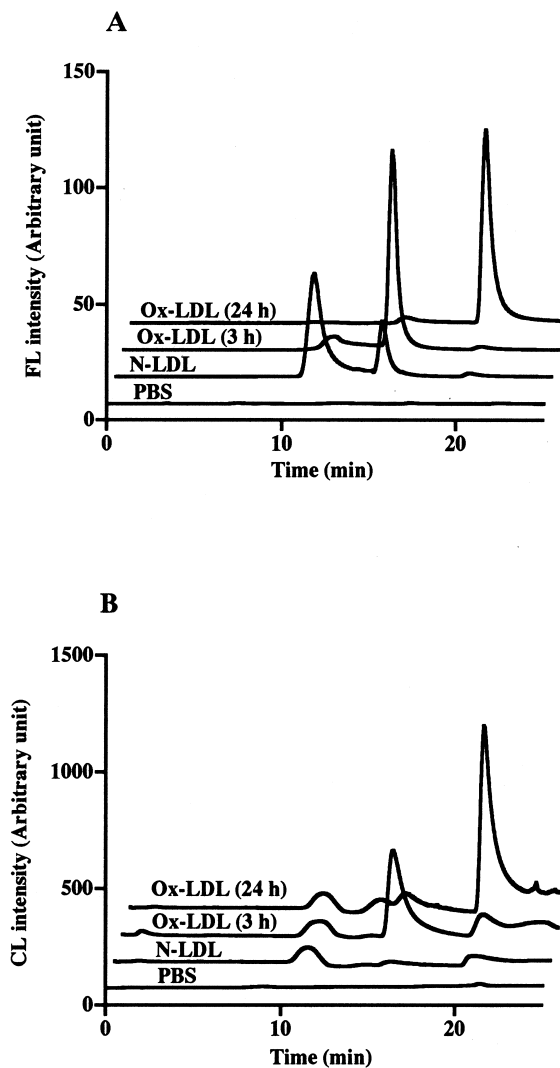 A
FL intensity (Arbitrary unit)
150
100
50
0
Ox-LDL (24 h)
Ox-LDL (3 h)
N-LDL
PBS
0 10 20
Time (min)
B
CL intensity (Arbitrary unit)
1500
1000
500
0
Ox-LDL (24 h)
Ox-LDL (3 h)
N-LDL
PBS
0 10 20
Time (min)